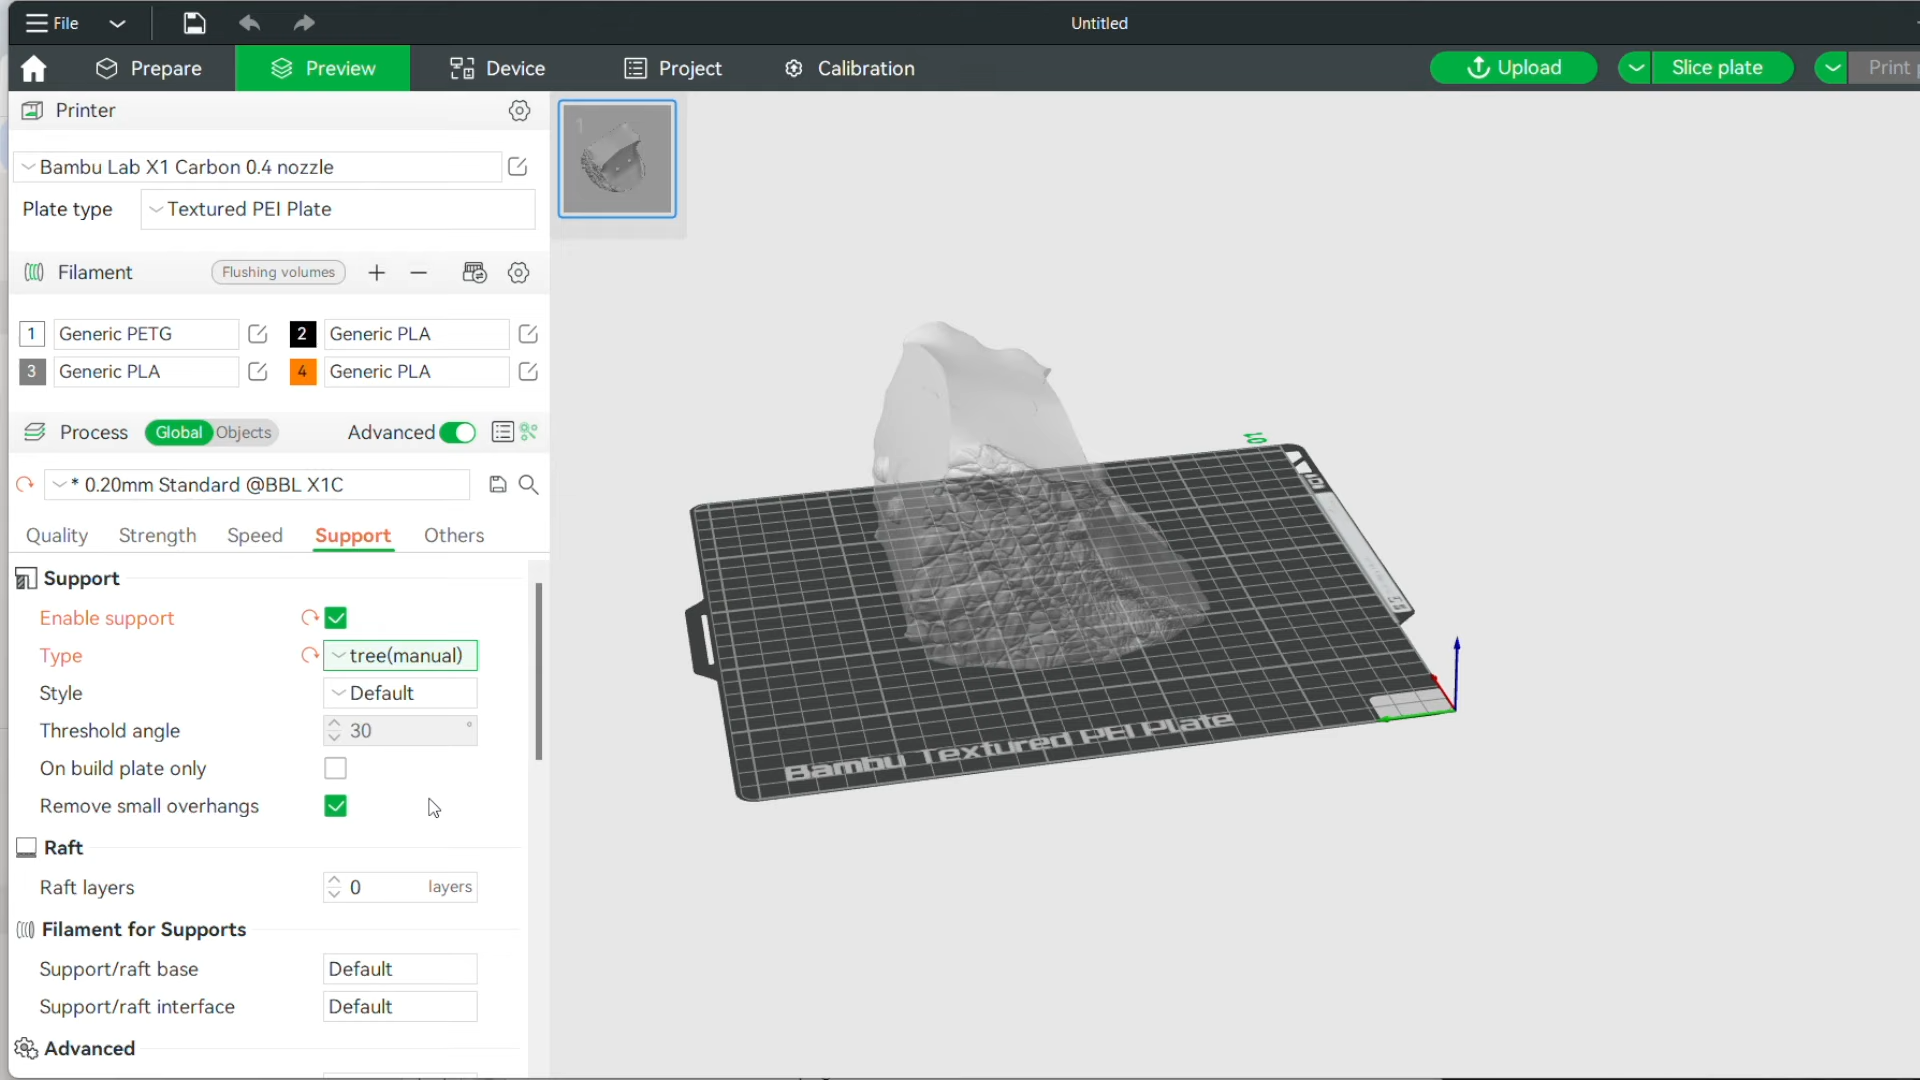 File
Untitled
Prepare
Preview
Device
Project
Calibration
Upload
Slice plate
Print
Printer
Bambu Lab X1 Carbon 0.4 nozzle
Plate type
Textured PEI Plate
1
Filament
Flushing volumes
1 Generic PETG
2 Generic PLA
3 Generic PLA
4 Generic PLA
Process
Global Objects
Advanced
* 0.20mm Standard @BBL X1C
Quality
Strength
Speed
Support
Others
Support
Enable support
Type
tree(manual)
Style
Default
Threshold angle
30 °
On build plate only
Remove small overhangs
Raft
Raft layers
0 layers
Filament for Supports
Support/raft base
Default
Support/raft interface
Default
Advanced
01
Bambu Textured PEI Plate